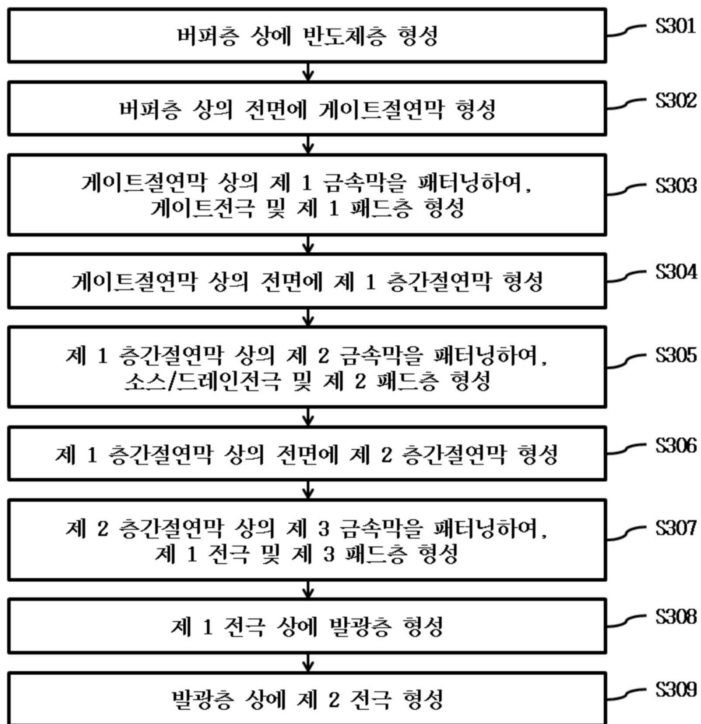 버퍼층 상에 반도체층 형성
S301
버퍼층 상의 전면에 게이트절연막 형성
S302
게이트절연막 상의 제 1 금속막을 패터닝하여,
게이트전극 및 제 1 패드층 형성
S303
게이트절연막 상의 전면에 제 1 층간절연막 형성
S304
제 1 층간절연막 상의 제 2 금속막을 패터닝하여,
소스/드레인전극 및 제 2 패드층 형성
S305
제 1 층간절연막 상의 전면에 제 2 층간절연막 형성
S306
제 2 층간절연막 상의 제 3 금속막을 패터닝하여,
제 1 전극 및 제 3 패드층 형성
S307
제 1 전극 상에 발광층 형성
S308
발광층 상에 제 2 전극 형성
S309